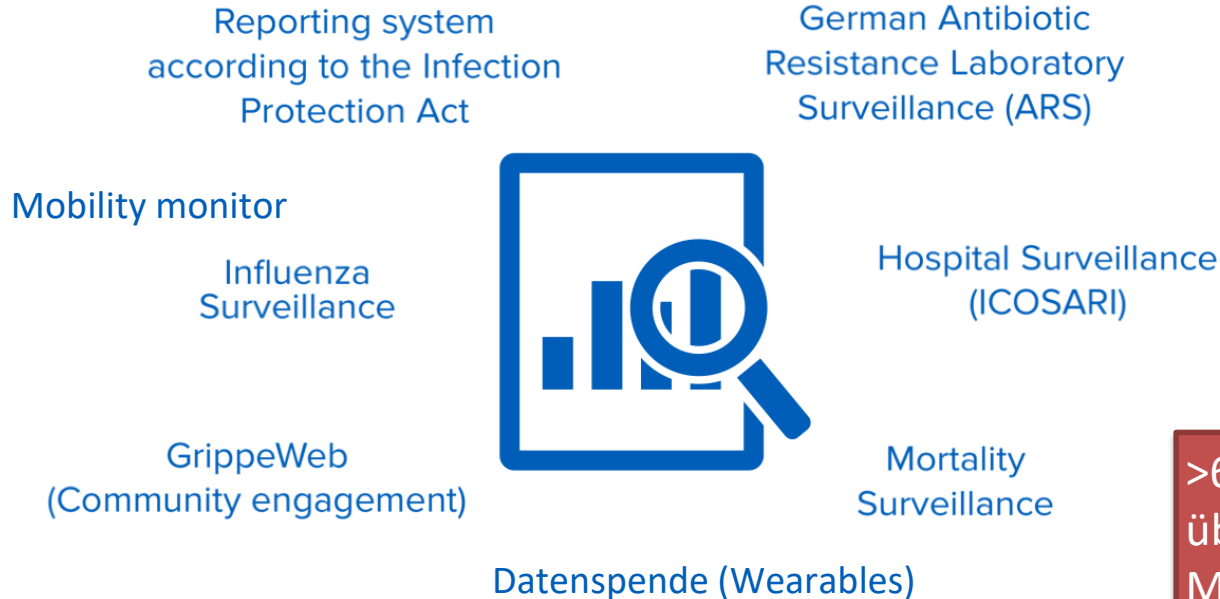 Reporting system
according to the Infection
Protection Act
German Antibiotic
Resistance Laboratory
Surveillance (ARS)
Mobility monitor
Influenza
Surveillance
Hospital Surveillance
(ICOSARI)
GrippeWeb
(Community engagement)
Mortality
Surveillance
Datenspende (Wearables)